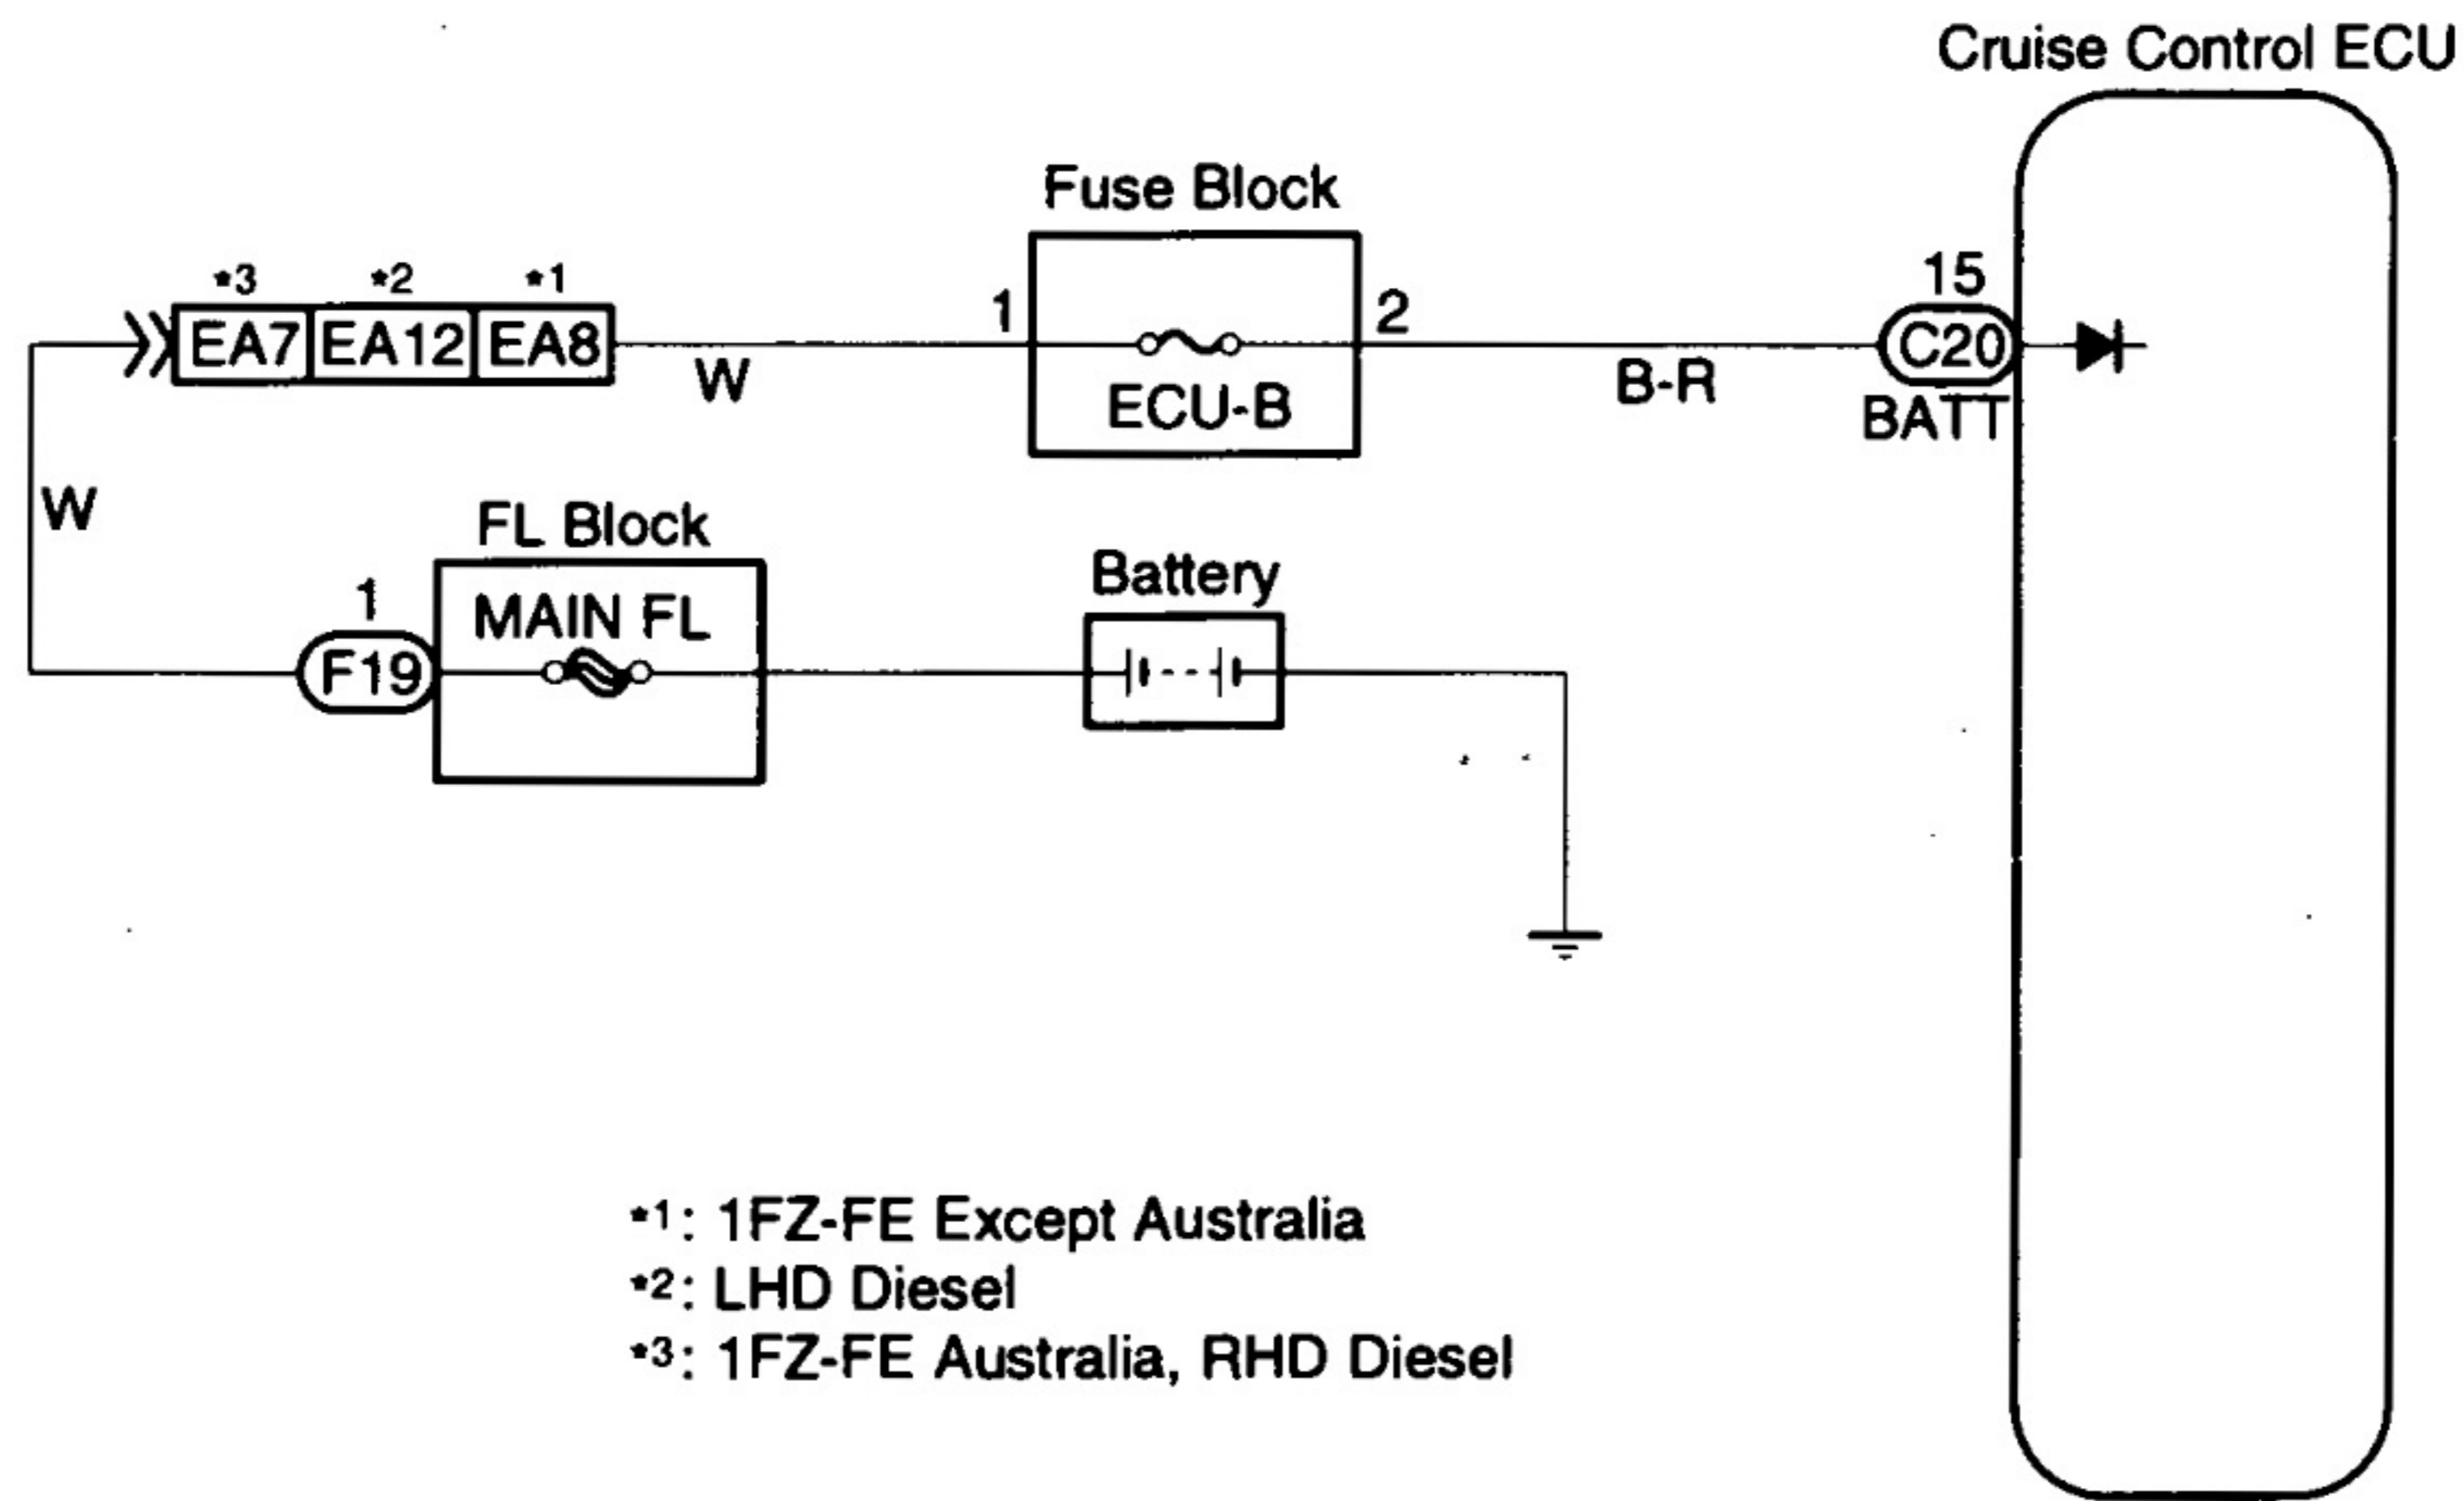 Cruise Control ECU
Fuse Block
*3 *2 *1
EA7 EA12 EA8
W
1
ECU-B
2
B-R
15
C20
BATT
W
FL Block
1
F19
MAIN FL
Battery
*1: 1FZ-FE Except Australia
*2: LHD Diesel
*3: 1FZ-FE Australia, RHD Diesel